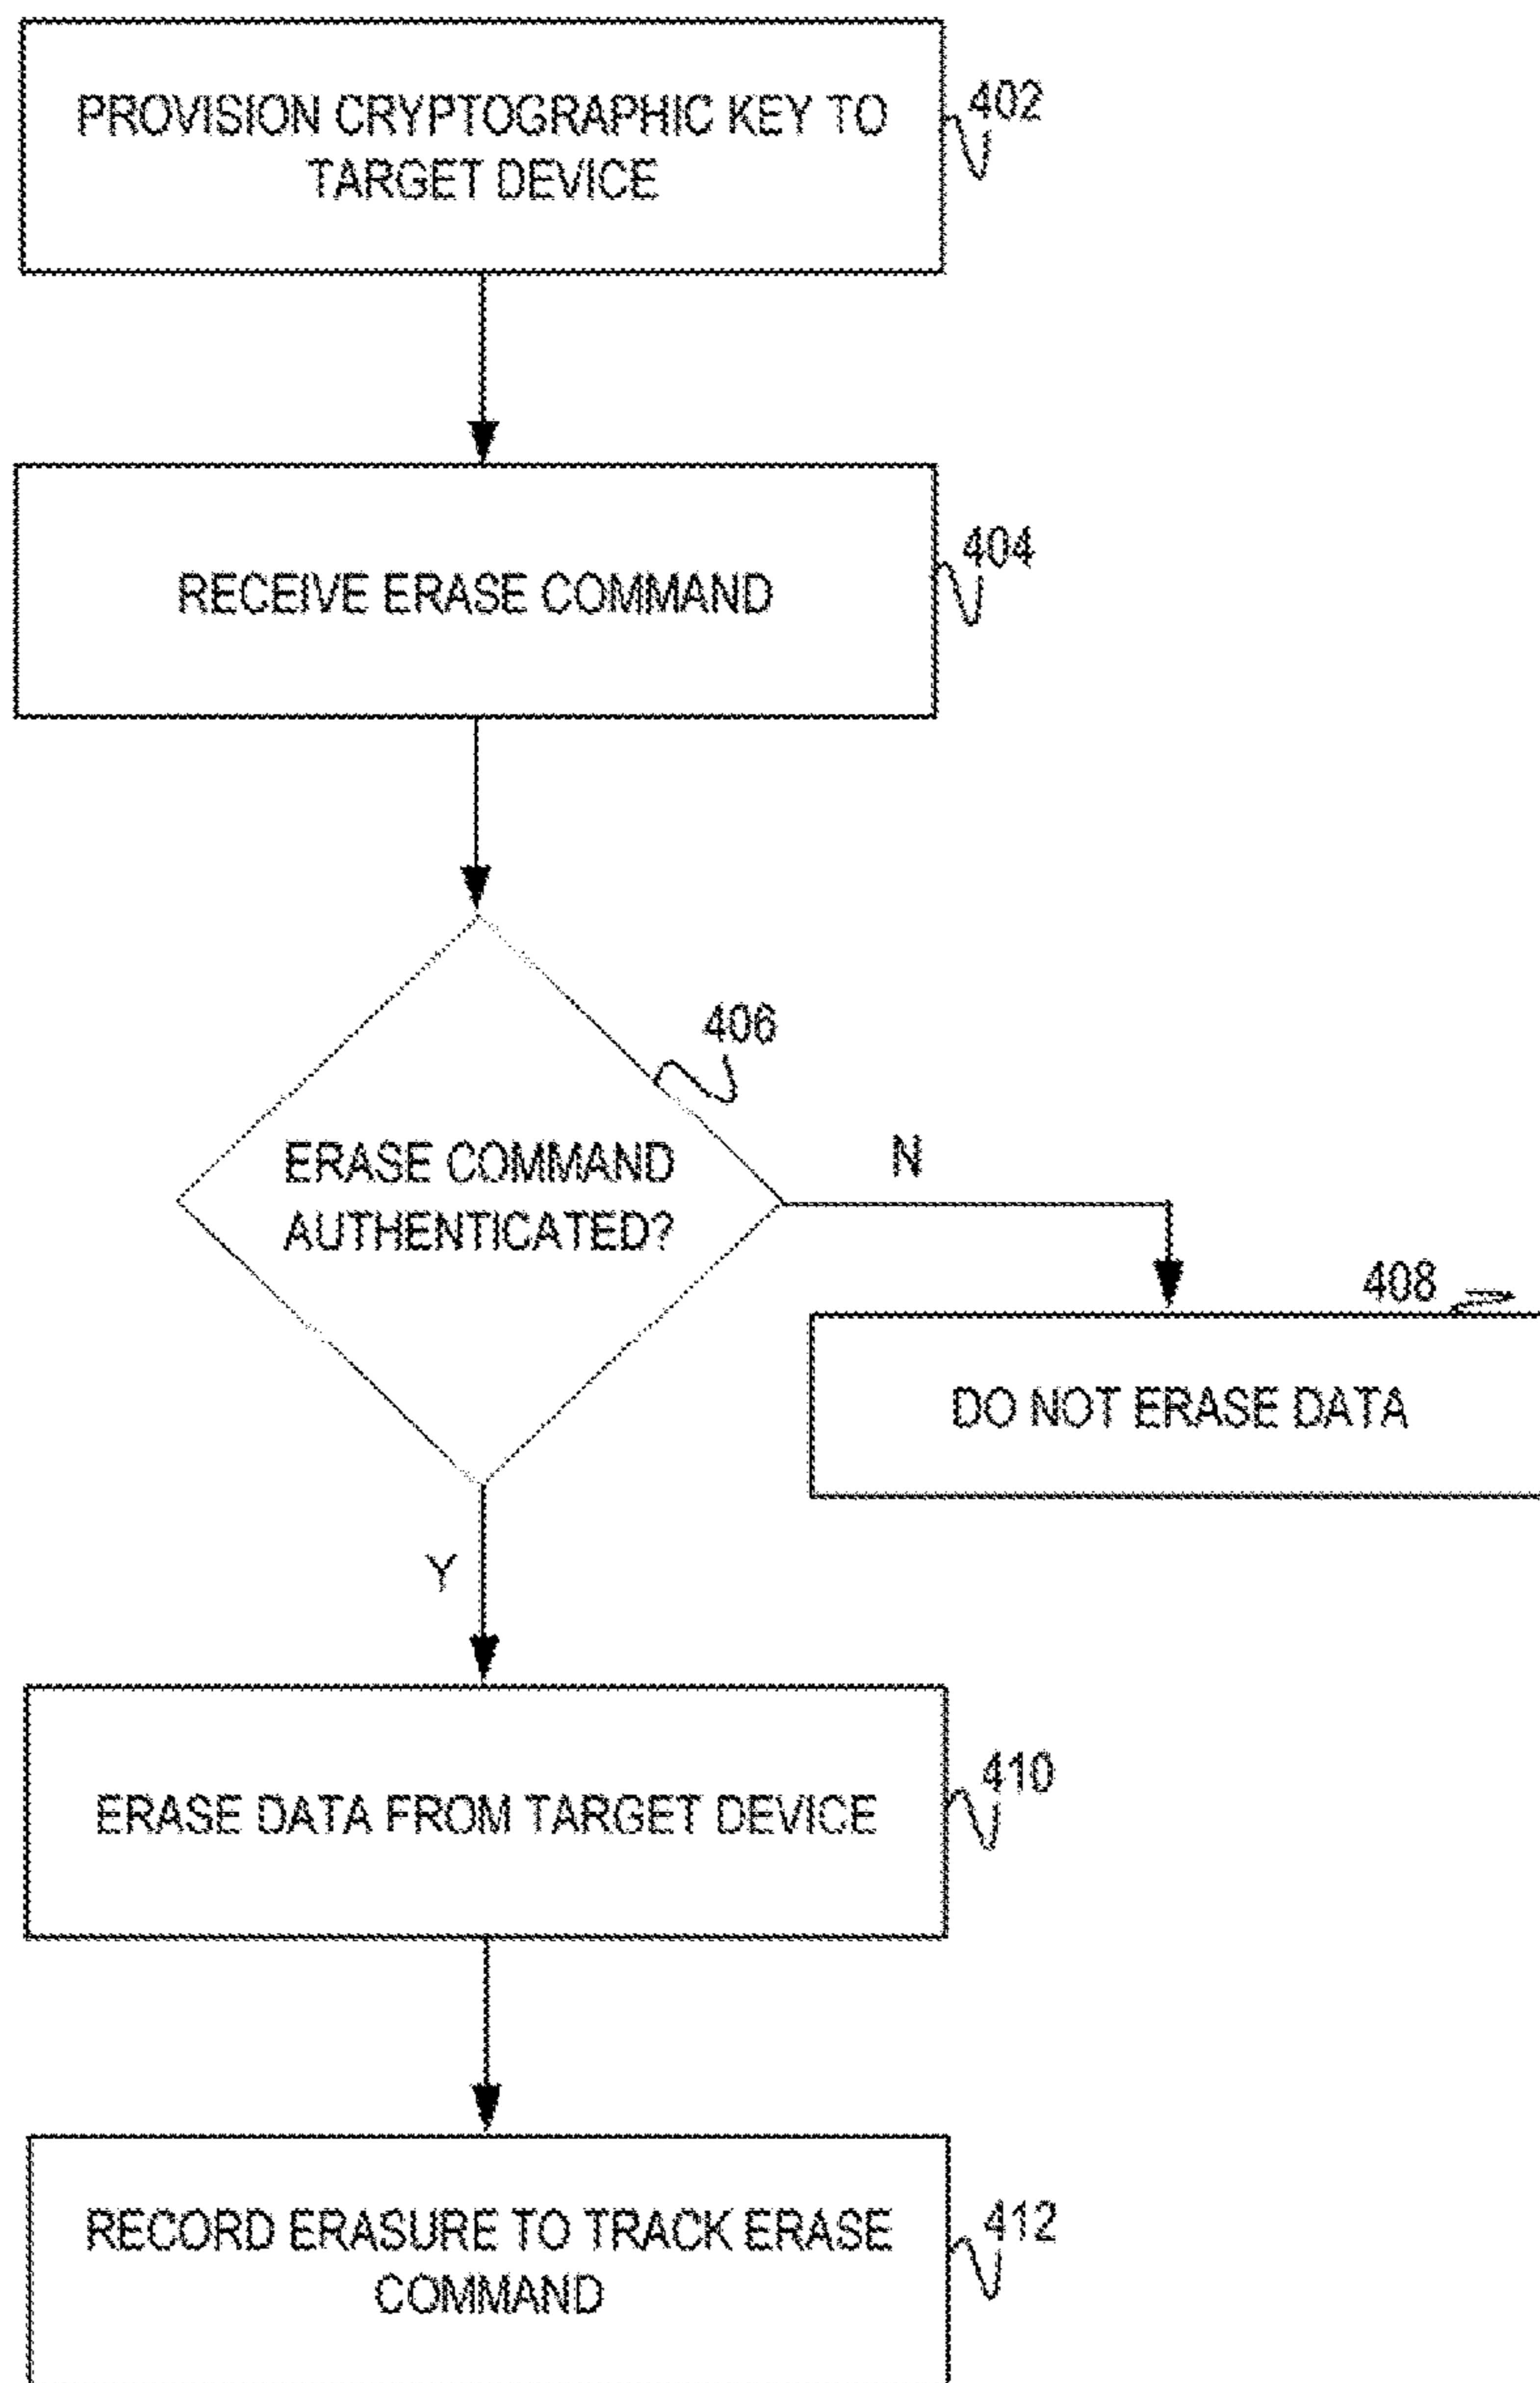 PROVISION CRYPTOGRAPHIC KEY TO
TARGET DEVICE
402
RECEIVE ERASE COMMAND
404
406
ERASE COMMAND
AUTHENTICATED?
N
408
DO NOT ERASE DATA
Y
ERASE DATA FROM TARGET DEVICE
410
RECORD ERASURE TO TRACK ERASE
COMMAND
412